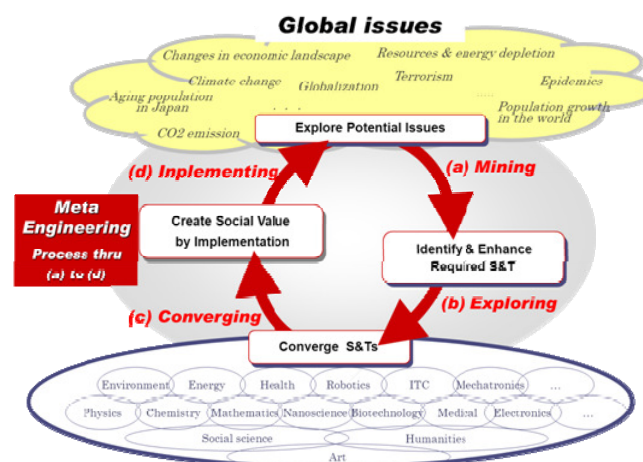 Global issues
Changes in economic landscape
Resources & energy depletion
Climate change
Globalization
Terrorism
.....
Epidemics
Aging population
in Japan
. . .
Population growth
in the world
CO2 emission
Explore Potential Issues
(d) Implementing
(a) Mining
Meta
Engineering
Process thru
(a) to (d)
Create Social Value
by Implementation
Identify & Enhance
Required S&T
(c) Converging
(b) Exploring
Converge S&Ts
Environment Energy Health Robotics ITC Mechatronics ...
Physics Chemistry Mathematics Nanoscience Biotechnology Medical Electronics ...
Social science Humanities
Art